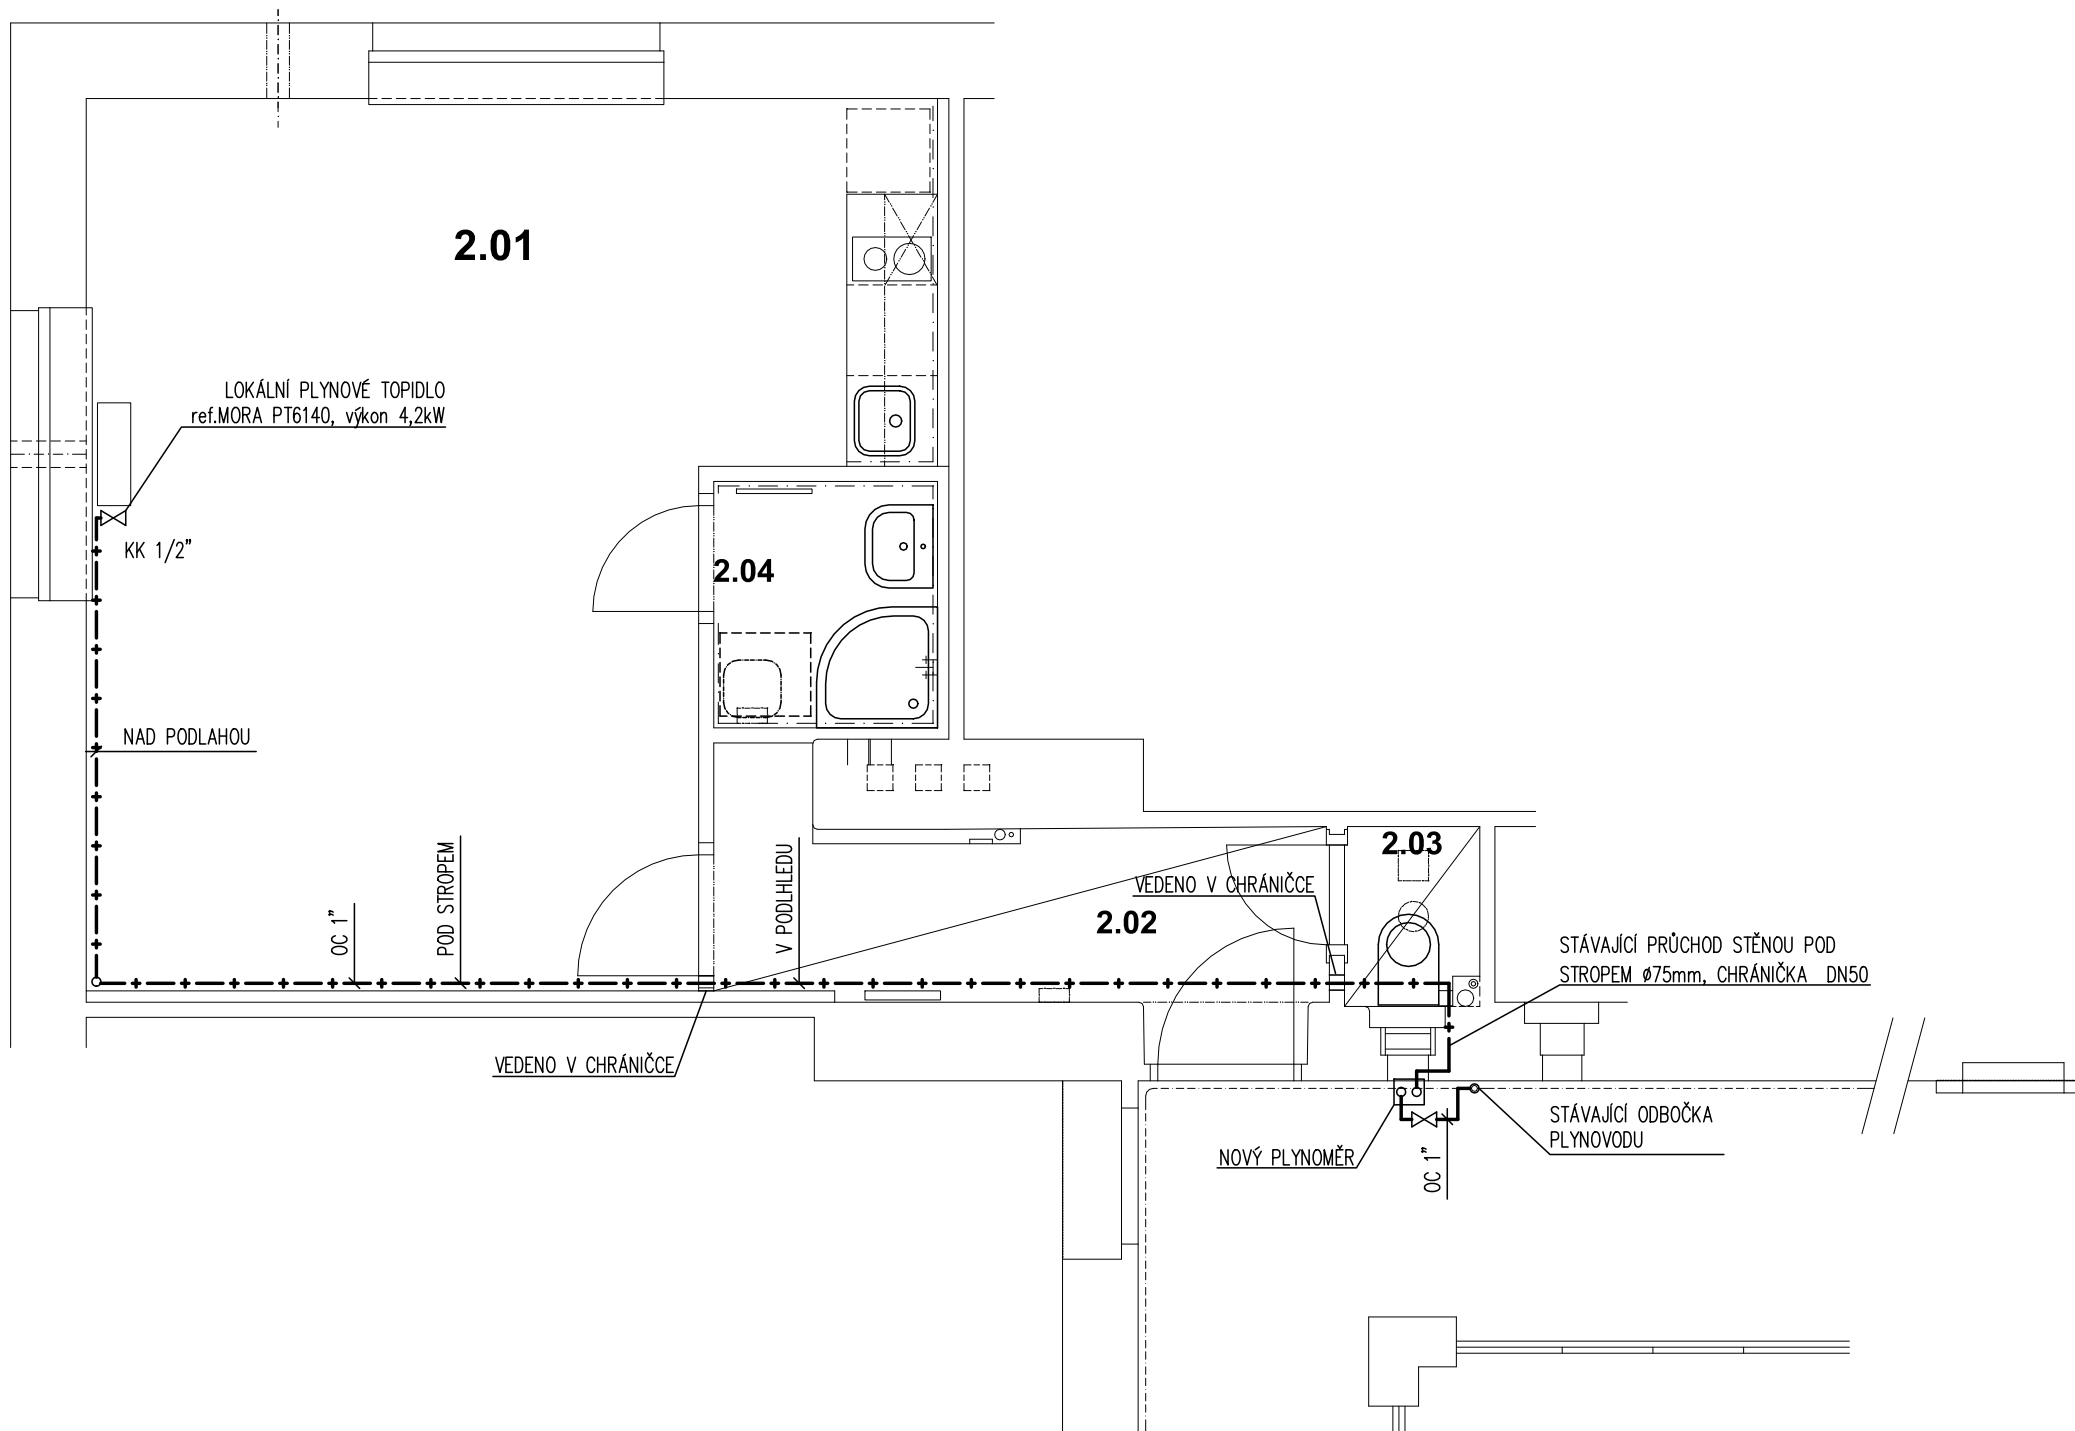 2.01
LOKÁLNÍ PLYNOVÉ TOPIDLO
ref.MORA PT6140, výkon 4,2kW
KK 1/2"
2.04
NAD PODLAHOU
OC 1"
POD STROPEM
V PODLHLEDU
2.03
VEDENO V CHRÁNIČCE
2.02
STÁVAJÍCÍ PRŮCHOD STĚNOU POD
STROPEM Ø75mm, CHRÁNIČKA DN50
VEDENO V CHRÁNIČCE
STÁVAJÍCÍ ODBOČKA
PLYNOVODU
NOVÝ PLYNOMĚR
OC 1"